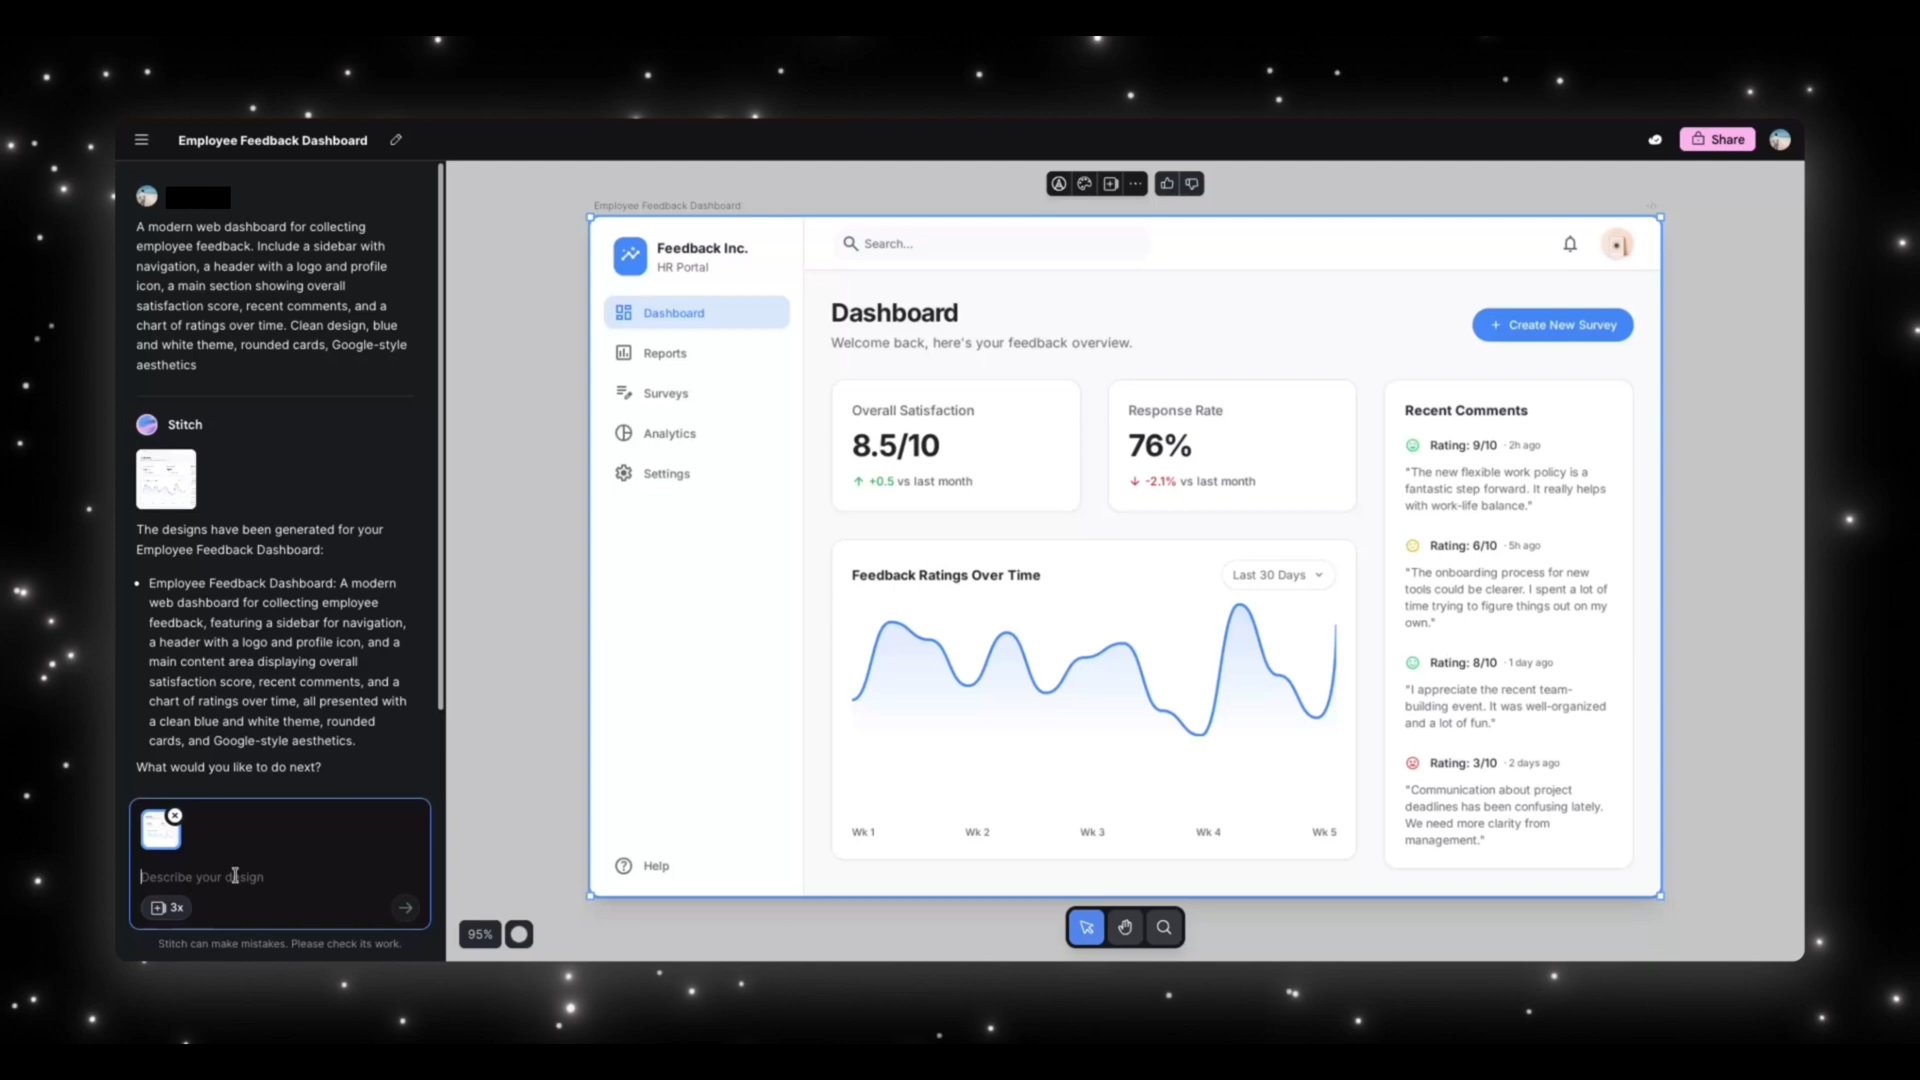 Employee Feedback Dashboard
Share
A modern web dashboard for collecting
employee feedback. Include a sidebar with
navigation, a header with a logo and profile
icon, a main section showing overall
satisfaction score, recent comments, and a
chart of ratings over time. Clean design, blue
and white theme, rounded cards, Google-style
aesthetics
Stitch
The designs have been generated for your
Employee Feedback Dashboard:
• Employee Feedback Dashboard: A modern
web dashboard for collecting employee
feedback, featuring a sidebar for navigation,
a header with a logo and profile icon, and a
main content area displaying overall
satisfaction score, recent comments, and a
chart of ratings over time, all presented with
a clean blue and white theme, rounded
cards, and Google-style aesthetics.
What would you like to do next?
Describe your design
3x
Stitch can make mistakes. Please check its work.
Employee Feedback Dashboard
Feedback Inc.
HR Portal
Dashboard
Reports
Surveys
Analytics
Settings
Help
Search...
Dashboard
Welcome back, here's your feedback overview.
+ Create New Survey
Overall Satisfaction
8.5/10
↑ +0.5 vs last month
Response Rate
76%
↓ -2.1% vs last month
Feedback Ratings Over Time
Last 30 Days
Wk 1 Wk 2 Wk 3 Wk 4 Wk 5
Recent Comments
Rating: 9/10 · 2h ago
"The new flexible work policy is a
fantastic step forward. It really helps
with work-life balance."
Rating: 6/10 · 5h ago
"The onboarding process for new
tools could be clearer. I spent a lot of
time trying to figure things out on my
own."
Rating: 8/10 · 1 day ago
"I appreciate the recent team-
building event. It was well-organized
and a lot of fun."
Rating: 3/10 · 2 days ago
"Communication about project
deadlines has been confusing lately.
We need more clarity from
management."
95%